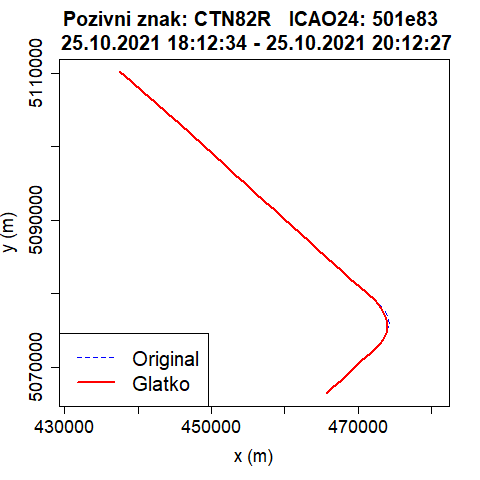 Pozivni znak: CTN82R   ICAO24: 501e83
25.10.2021 18:12:34 - 25.10.2021 20:12:27
5110000
5090000
5070000
y (m)
Original
Glatko
430000 450000 470000
x (m)